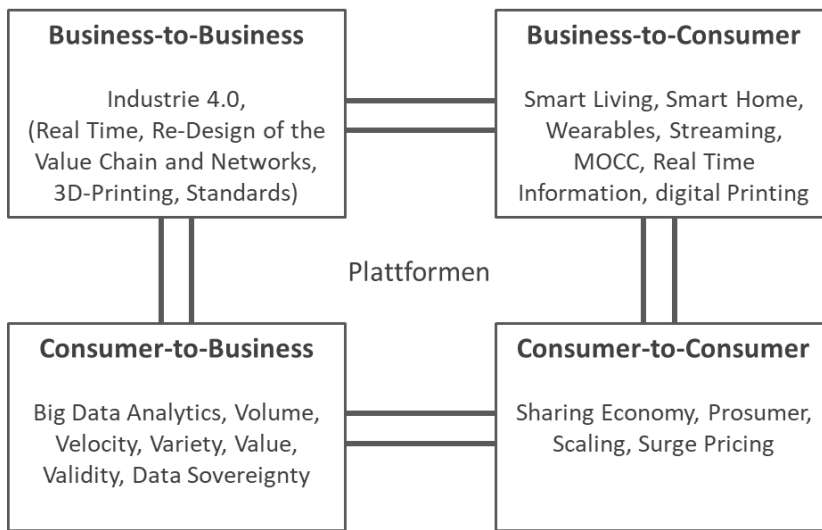 Business-to-Business
Industrie 4.0,
(Real Time, Re-Design of the
Value Chain and Networks,
3D-Printing, Standards)
Business-to-Consumer
Smart Living, Smart Home,
Wearables, Streaming,
MOCC, Real Time
Information, digital Printing
Plattformen
Consumer-to-Business
Big Data Analytics, Volume,
Velocity, Variety, Value,
Validity, Data Sovereignty
Consumer-to-Consumer
Sharing Economy, Prosumer,
Scaling, Surge Pricing